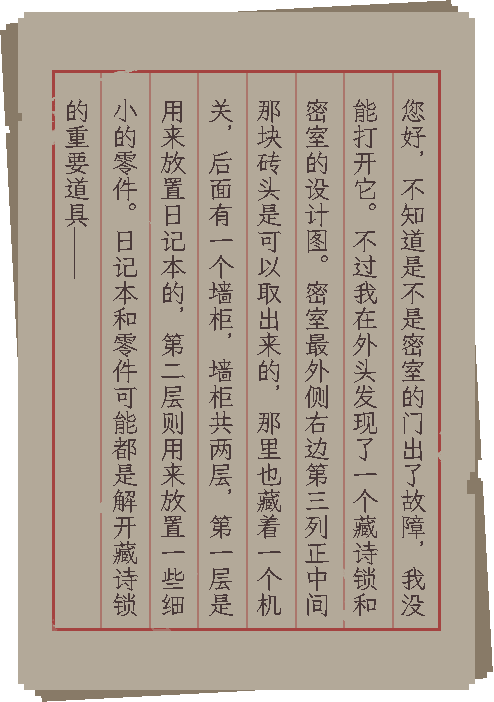 您好，不知道是不是密室的门出了故障，我没
能打开它。不过我在外头发现了一个藏诗锁和
密室的设计图。密室最外侧右边第三列正中间
那块砖头是可以取出来的，那里也藏着一个机
关，后面有一个墙柜，墙柜共两层，第一层是
用来放置日记本的，第二层则用来放置一些细
小的零件。日记本和零件可能都是解开藏诗锁
的重要道具——